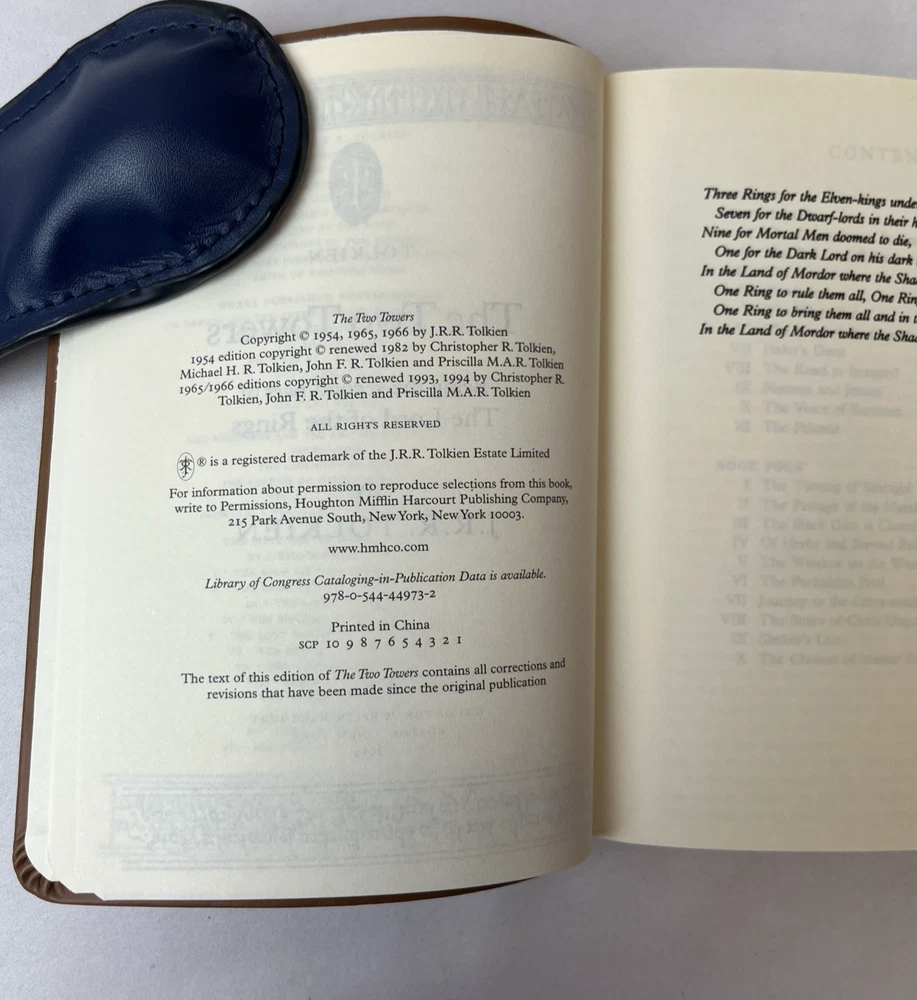 The Two Towers
Copyright © 1954, 1965, 1966 by J.R.R. Tolkien
1954 edition copyright © renewed 1982 by Christopher R. Tolkien,
Michael H. R. Tolkien, John F. R. Tolkien and Priscilla M.A.R. Tolkien
1965/1966 editions copyright © renewed 1993, 1994 by Christopher R.
Tolkien, John F. R. Tolkien and Priscilla M.A.R. Tolkien
ALL RIGHTS RESERVED
® is a registered trademark of the J.R.R. Tolkien Estate Limited
For information about permission to reproduce selections from this book,
write to Permissions, Houghton Mifflin Harcourt Publishing Company,
215 Park Avenue South, New York, New York 10003.
www.hmhco.com
Library of Congress Cataloging-in-Publication Data is available.
978-0-544-44973-2
Printed in China
SCP 10 9 8 7 6 5 4 3 2 1
The text of this edition of The Two Towers contains all corrections and
revisions that have been made since the original publication
Three Rings for the Elven-kings unde
Seven for the Dwarf-lords in their h
Nine for Mortal Men doomed to die,
One for the Dark Lord on his dark
In the Land of Mordor where the Sha
One Ring to rule them all, One Rin
One Ring to bring them all and in t
In the Land of Mordor where the Sha